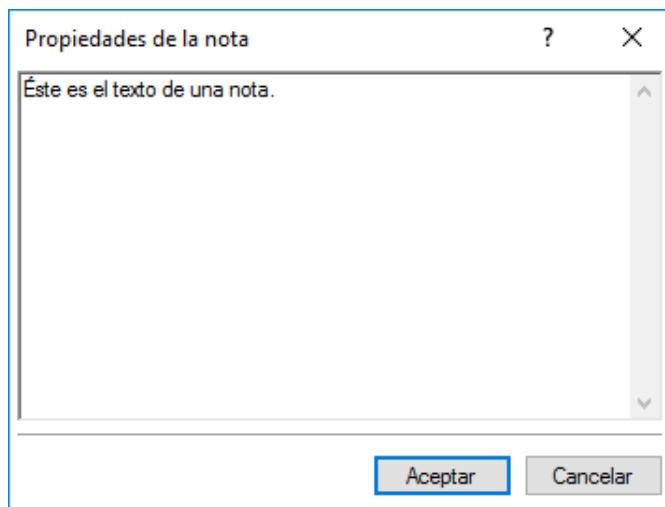 Propiedades de la nota ?
Éste es el texto de una nota.
Aceptar Cancelar